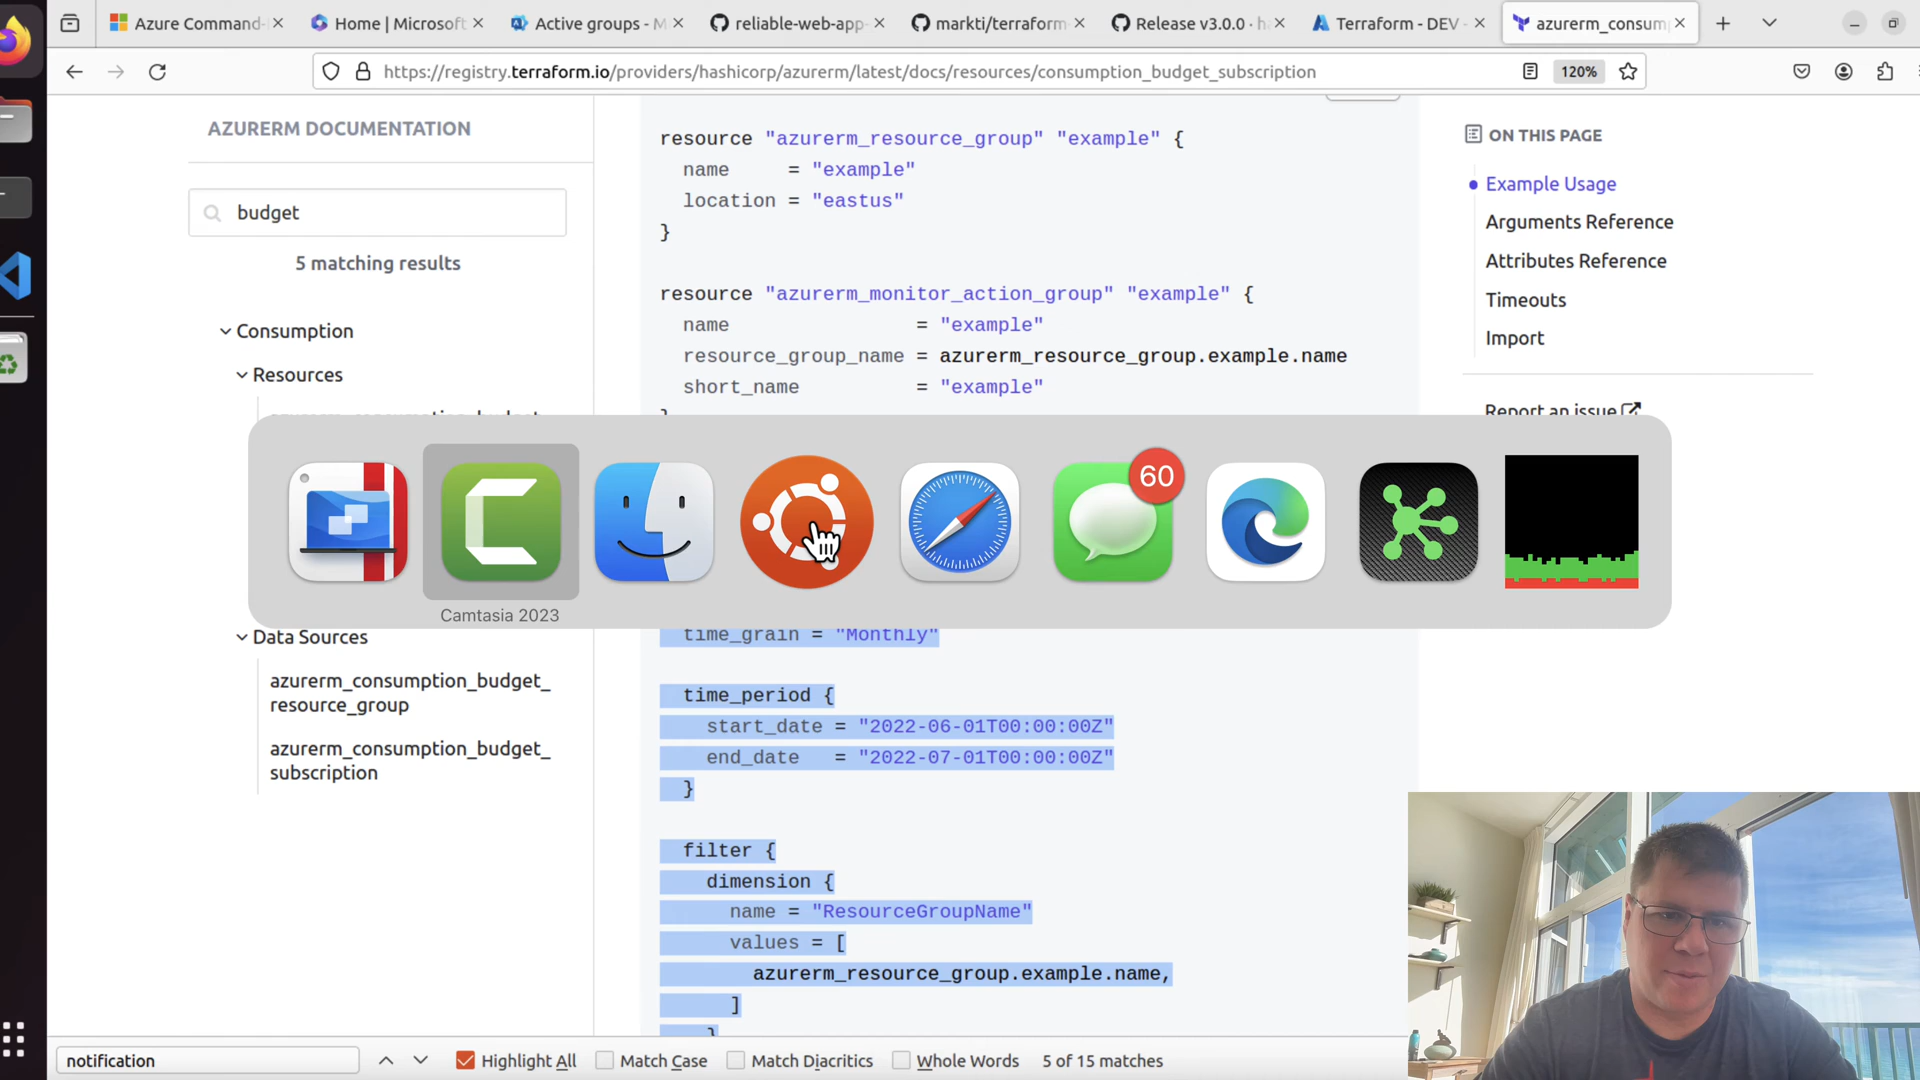 Azure Command-
Home | Microsoft
Active groups - M
reliable-web-app-
markti/terraform
Release v3.0.0 · ha
Terraform - DEV -
azurerm_consum
https://registry.terraform.io/providers/hashicorp/azurerm/latest/docs/resources/consumption_budget_subscription
120%
AZURERM DOCUMENTATION
budget
5 matching results
Consumption
Resources
Data Sources
azurerm_consumption_budget_
resource_group
azurerm_consumption_budget_
subscription
resource "azurerm_resource_group" "example" {
name = "example"
location = "eastus"
}
resource "azurerm_monitor_action_group" "example" {
name = "example"
resource_group_name = azurerm_resource_group.example.name
short_name = "example"
60
Camtasia 2023
time_grain = "Monthly"
time_period {
start_date = "2022-06-01T00:00:00Z"
end_date = "2022-07-01T00:00:00Z"
}
filter {
dimension {
name = "ResourceGroupName"
values = [
azurerm_resource_group.example.name,
]
}
ON THIS PAGE
Example Usage
Arguments Reference
Attributes Reference
Timeouts
Import
Report an issue
notification
Highlight All
Match Case
Match Diacritics
Whole Words
5 of 15 matches